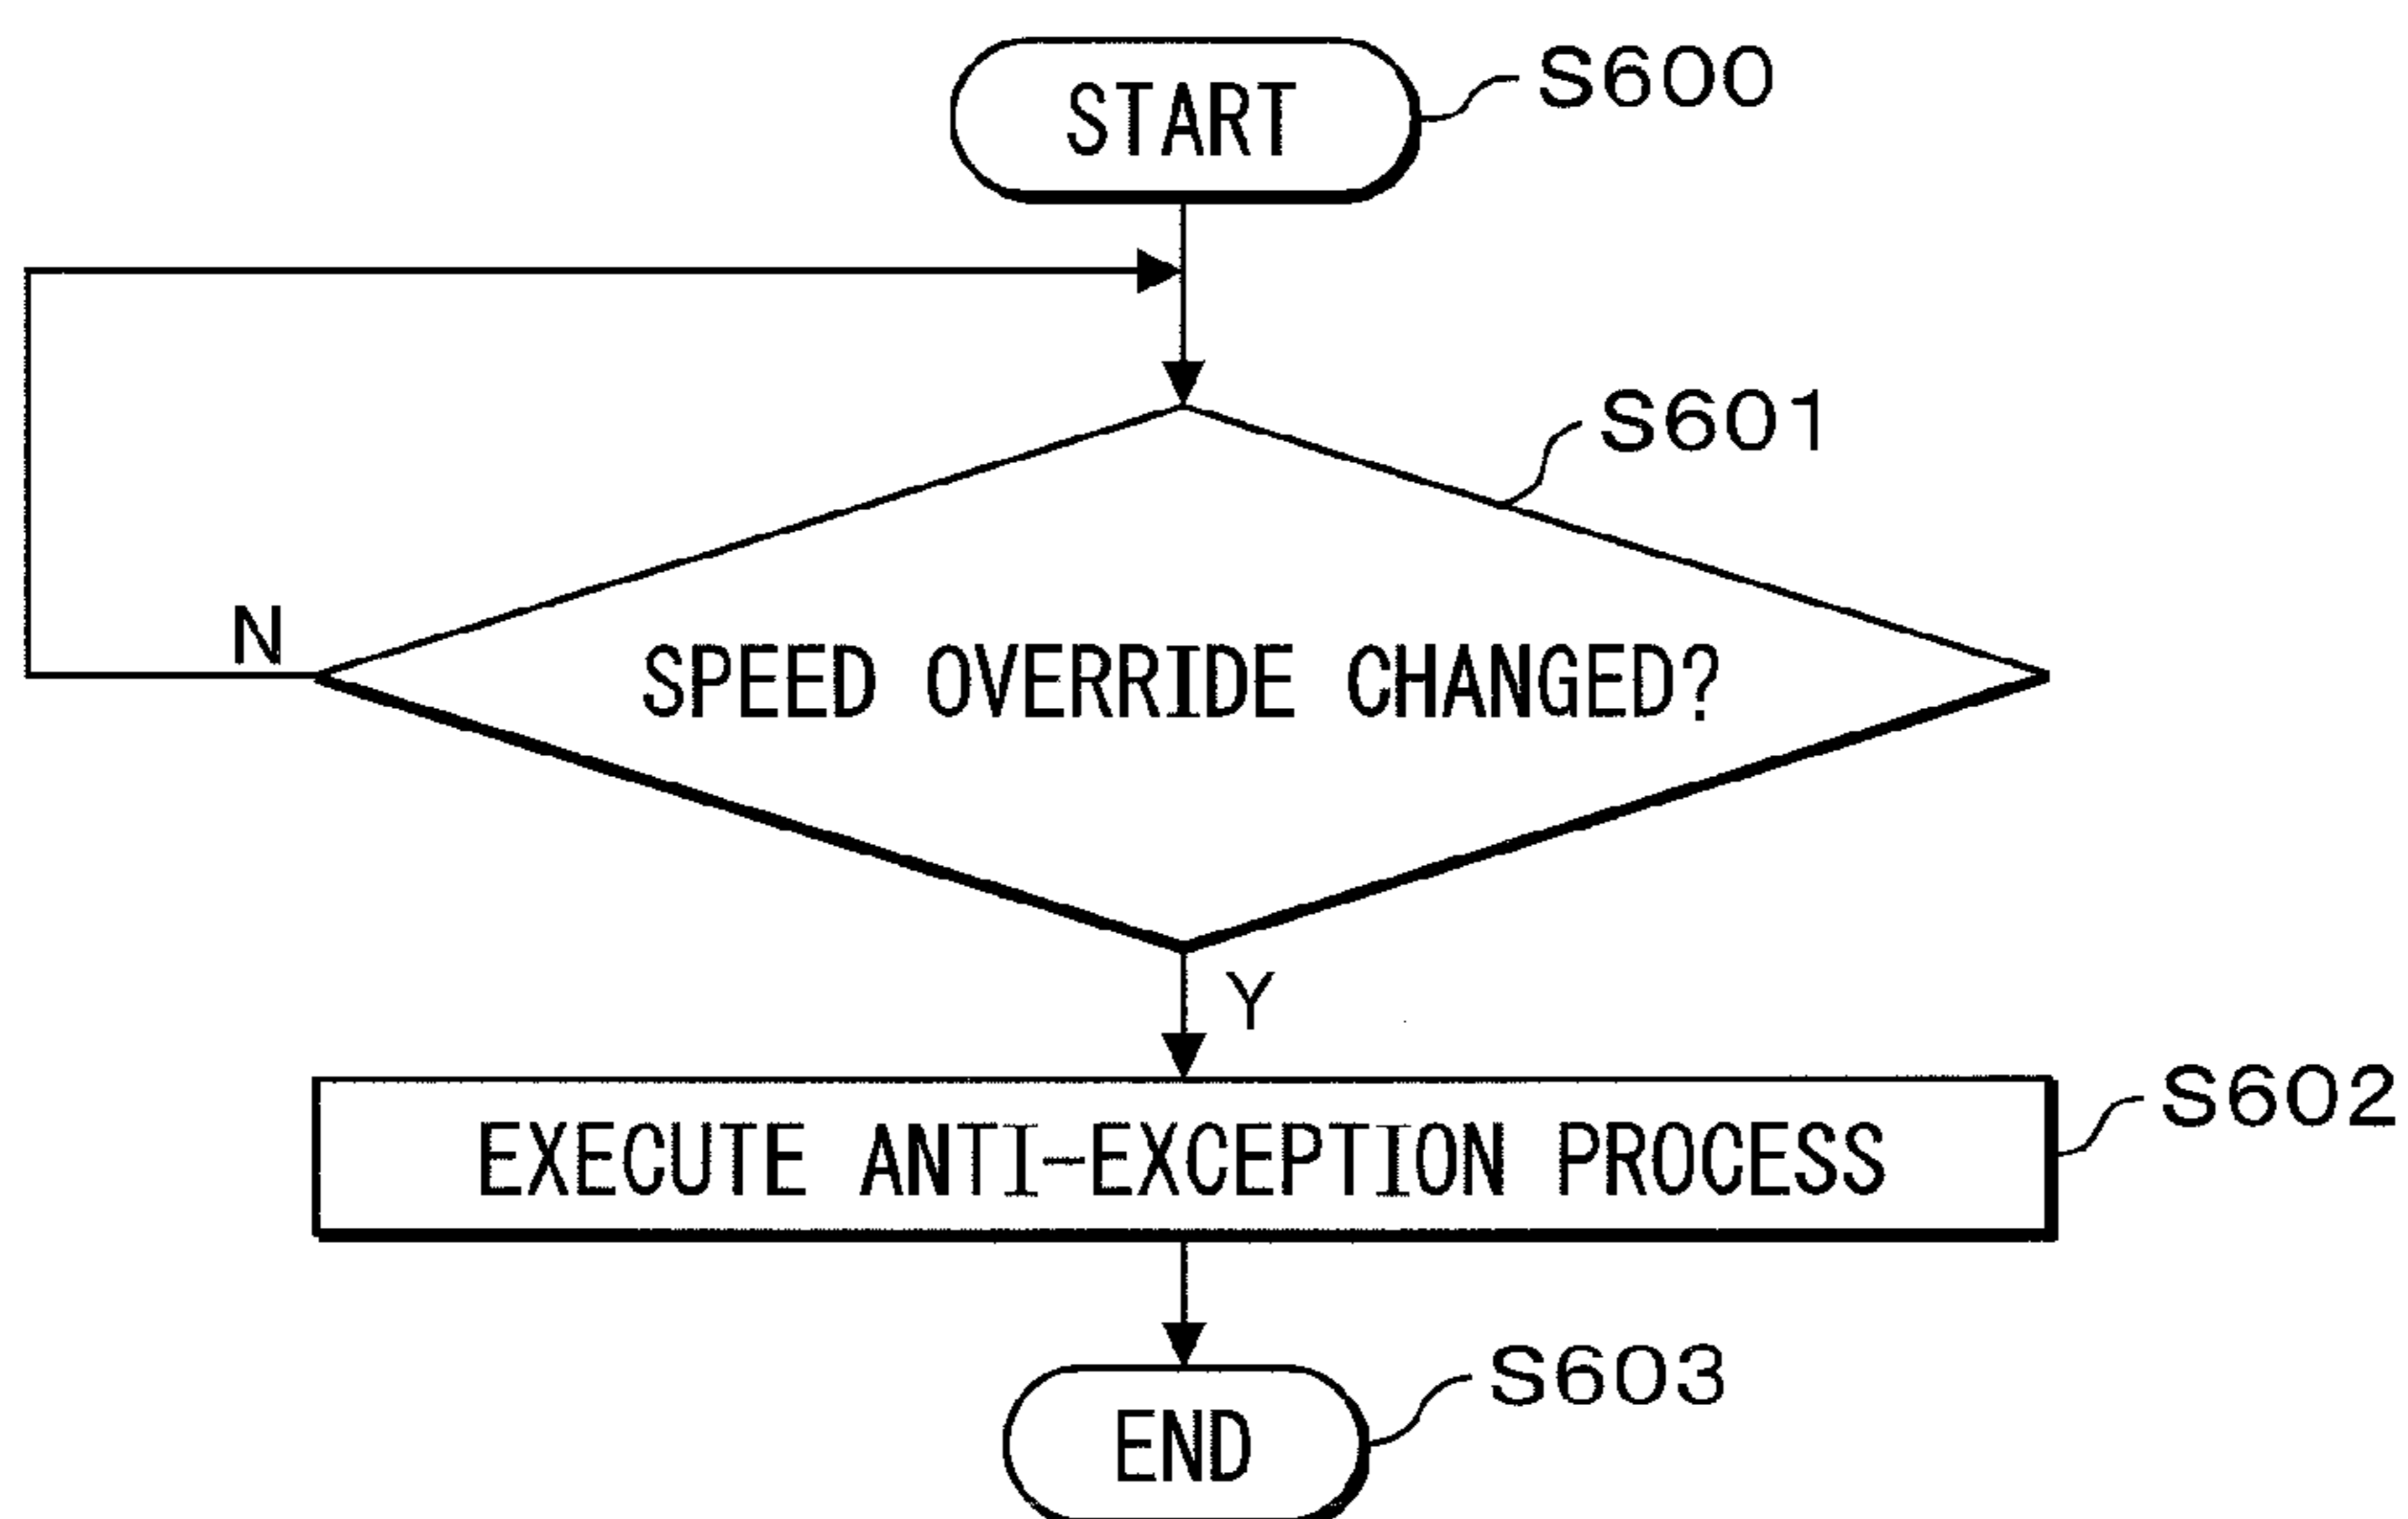 START
S600
S601
N
SPEED OVERRIDE CHANGED?
Y
EXECUTE ANTI-EXCEPTION PROCESS
S602
END
S603